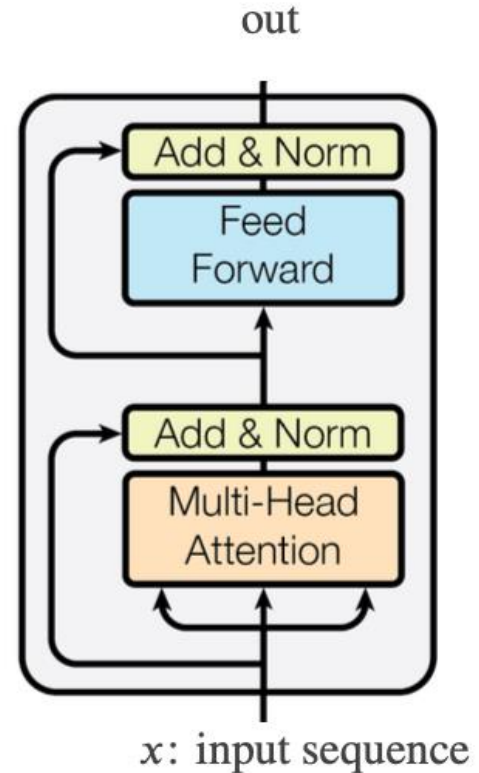 out
Add & Norm
Feed
Forward
Add & Norm
Multi-Head
Attention
x: input sequence